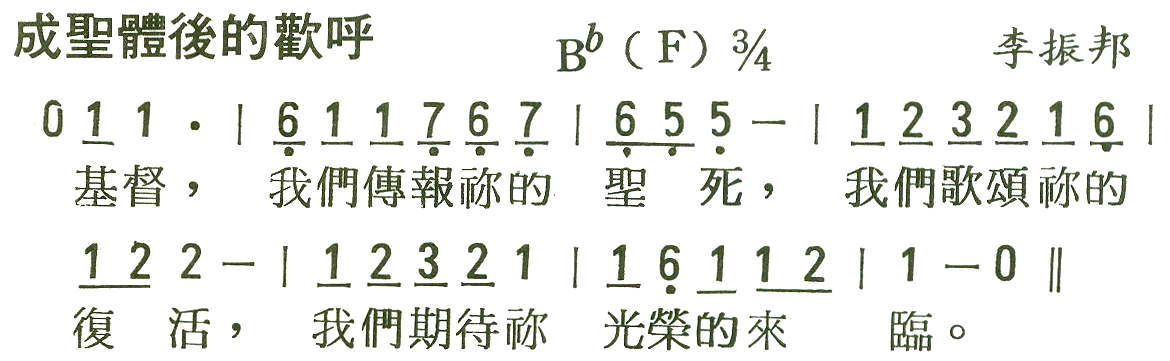 成聖體後的歡呼 B♭ ( F ) 3/4 李振邦
0 1 1 · | 6 1 1 7 6 7 | 6 5 5 — | 1 2 3 2 1 6 |
基督， 我們傳報祢的 聖 死， 我們歌頌祢的
1 2 2 — | 1 2 3 2 1 | 1 6 1 1 2 | 1 — 0 ‖
復 活， 我們期待祢 光榮的來 臨。